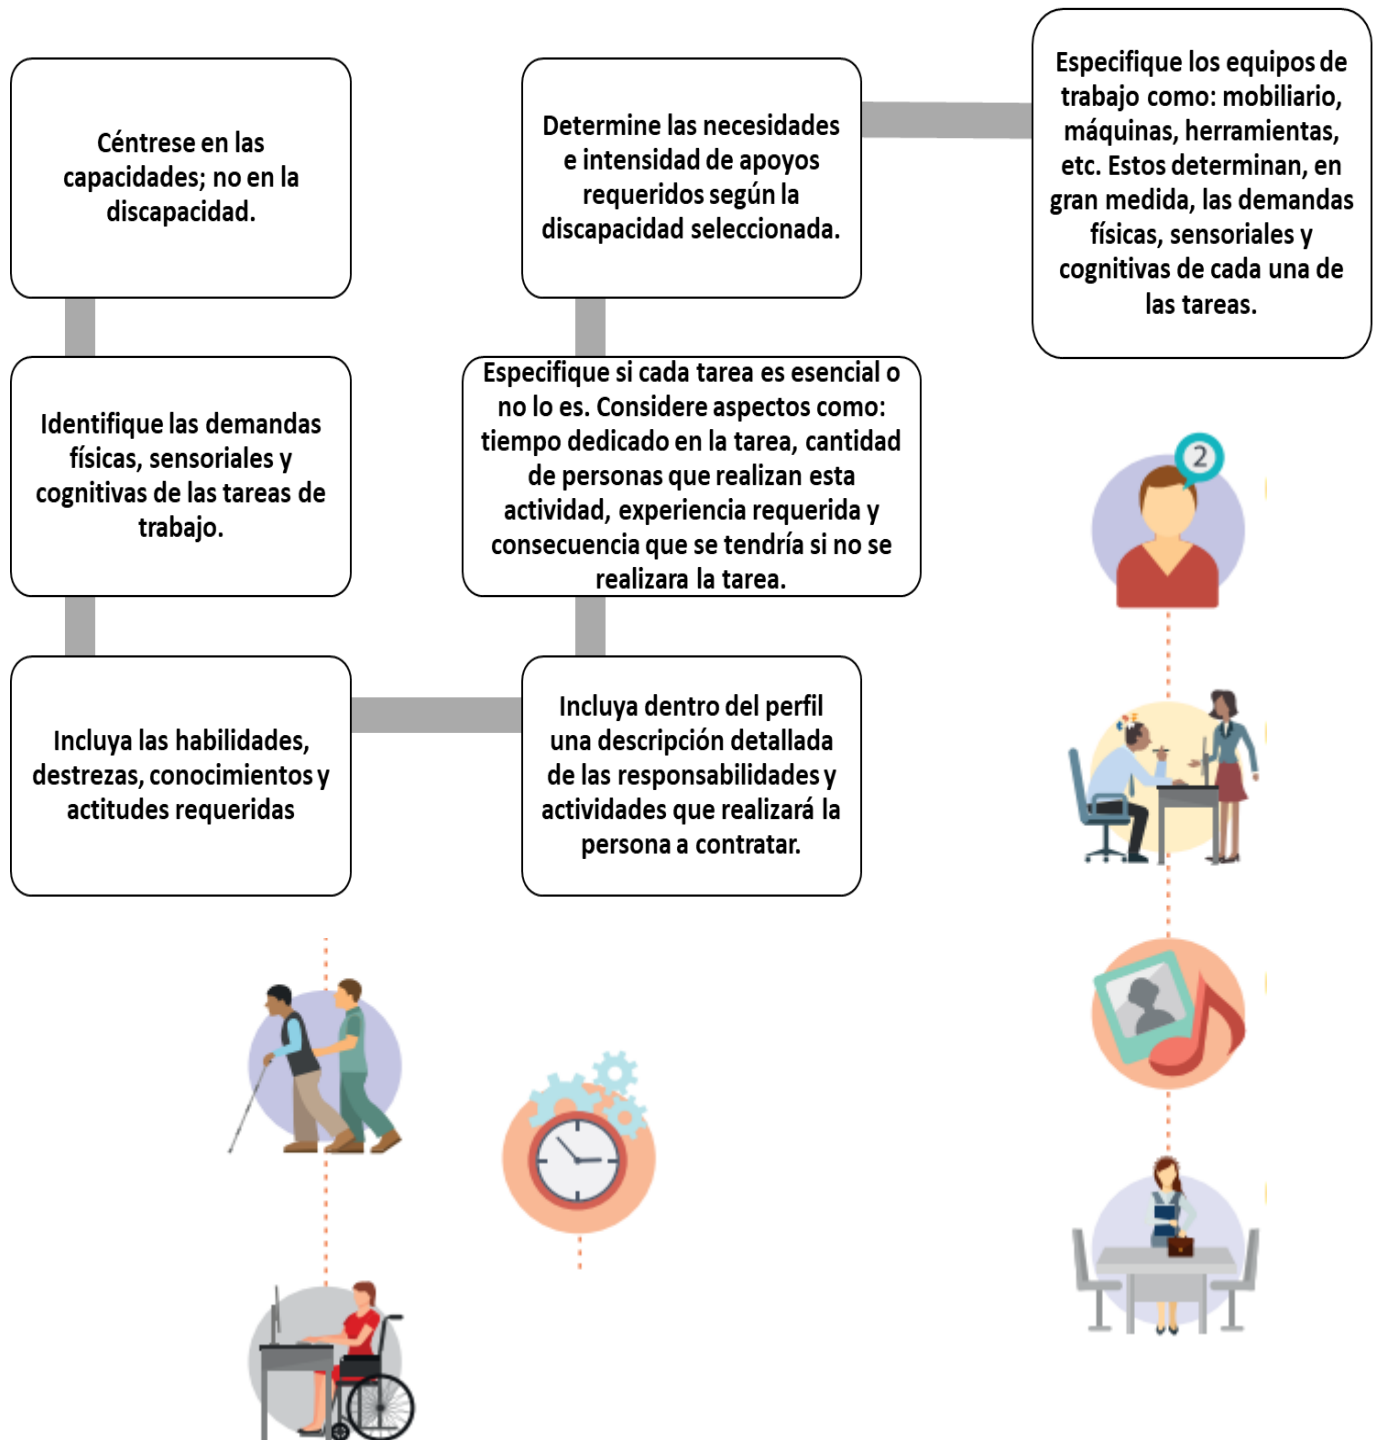 Céntrese en las
capacidades; no en la
discapacidad.
Identifique las demandas
físicas, sensoriales y
cognitivas de las tareas de
trabajo.
Incluya las habilidades,
destrezas, conocimientos y
actitudes requeridas
Incluya dentro del perfil
una descripción detallada
de las responsabilidades y
actividades que realizará la
persona a contratar.
Especifique si cada tarea es esencial o
no lo es. Considere aspectos como:
tiempo dedicado en la tarea, cantidad
de personas que realizan esta
actividad, experiencia requerida y
consecuencia que se tendría si no se
realizara la tarea.
Determine las necesidades
e intensidad de apoyos
requeridos según la
discapacidad seleccionada.
Especifique los equipos de
trabajo como: mobiliario,
máquinas, herramientas,
etc. Estos determinan, en
gran medida, las demandas
físicas, sensoriales y
cognitivas de cada una de
las tareas.
2